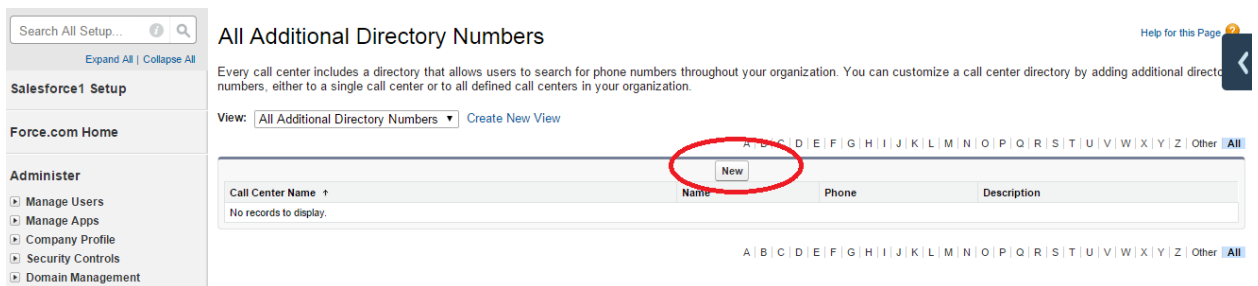 Search All Setup...
Expand All | Collapse All
Salesforce1 Setup
Force.com Home
Administer
Manage Users
Manage Apps
Company Profile
Security Controls
Domain Management
All Additional Directory Numbers
Help for this Page
Every call center includes a directory that allows users to search for phone numbers throughout your organization. You can customize a call center directory by adding additional directo
numbers, either to a single call center or to all defined call centers in your organization.
View: All Additional Directory Numbers Create New View
A | B | C | D | E | F | G | H | I | J | K | L | M | N | O | P | Q | R | S | T | U | V | W | X | Y | Z | Other All
New
Call Center Name ↑ Name Phone Description
No records to display.
A | B | C | D | E | F | G | H | I | J | K | L | M | N | O | P | Q | R | S | T | U | V | W | X | Y | Z | Other All